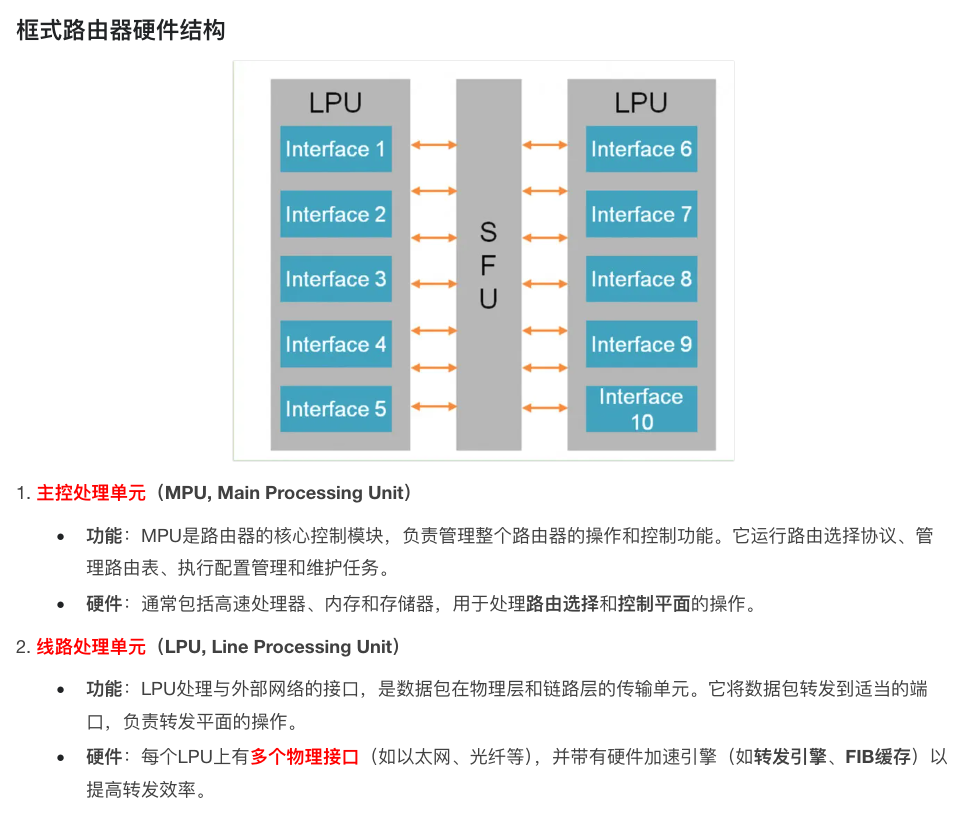 框式路由器硬件结构
LPU
Interface 1
Interface 2
Interface 3
Interface 4
Interface 5
S
F
U
LPU
Interface 6
Interface 7
Interface 8
Interface 9
Interface
10
1. 主控处理单元（MPU, Main Processing Unit）
• 功能：MPU是路由器的核心控制模块，负责管理整个路由器的操作和控制功能。它运行路由选择协议、管
理路由表、执行配置管理和维护任务。
• 硬件：通常包括高速处理器、内存和存储器，用于处理路由选择和控制平面的操作。
2. 线路处理单元（LPU, Line Processing Unit）
• 功能：LPU处理与外部网络的接口，是数据包在物理层和链路层的传输单元。它将数据包转发到适当的端
口，负责转发平面的操作。
• 硬件：每个LPU上有多个物理接口（如以太网、光纤等），并带有硬件加速引擎（如转发引擎、FIB缓存）以
提高转发效率。